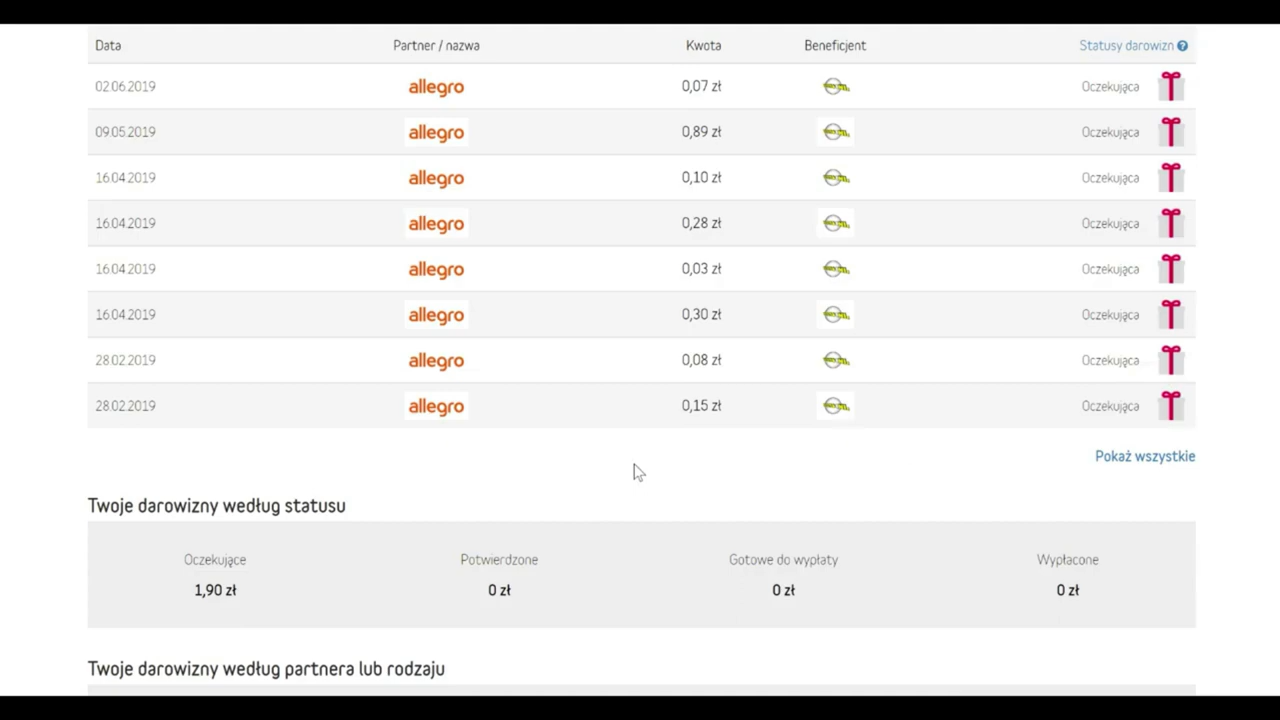 Data Partner / nazwa Kwota Beneficjent Statusy darowizn ?
02.06.2019 allegro 0,07 zł Oczekująca
09.05.2019 allegro 0,89 zł Oczekująca
16.04.2019 allegro 0,10 zł Oczekująca
16.04.2019 allegro 0,28 zł Oczekująca
16.04.2019 allegro 0,03 zł Oczekująca
16.04.2019 allegro 0,30 zł Oczekująca
28.02.2019 allegro 0,08 zł Oczekująca
28.02.2019 allegro 0,15 zł Oczekująca
Pokaż wszystkie
Twoje darowizny według statusu
Oczekujące Potwierdzone Gotowe do wypłaty Wypłacone
1,90 zł 0 zł 0 zł 0 zł
Twoje darowizny według partnera lub rodzaju